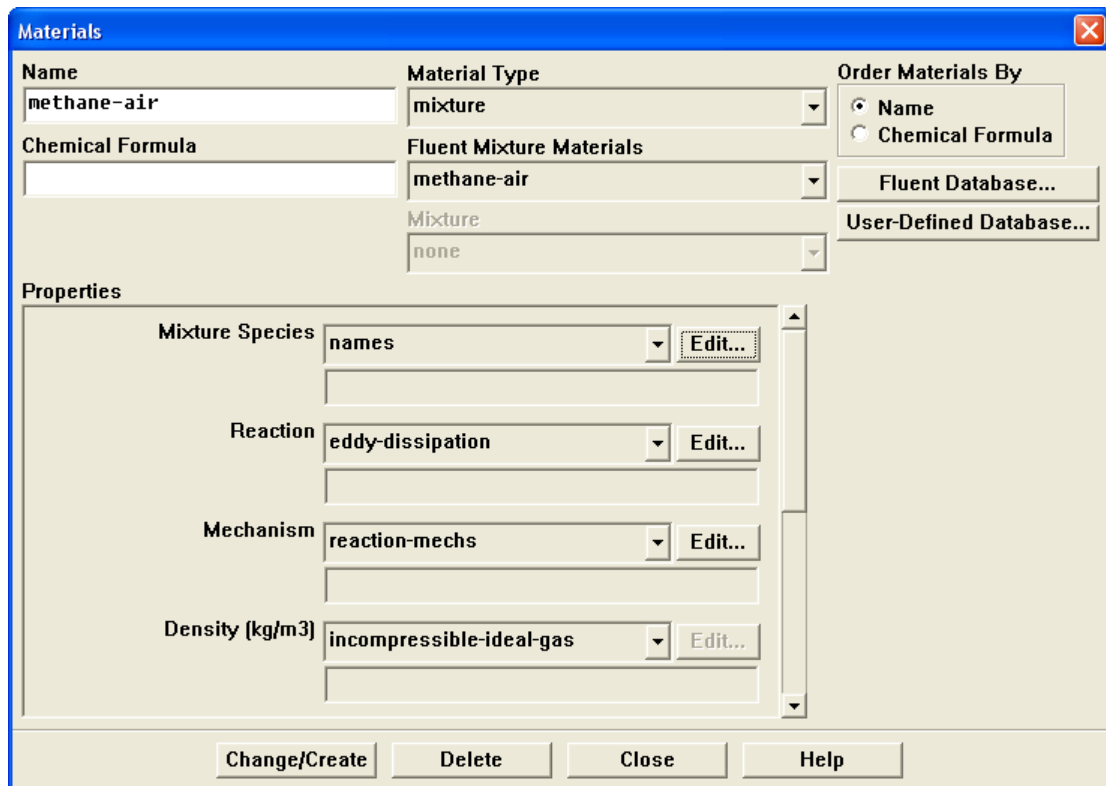 Materials
Name
methane-air
Chemical Formula
Material Type
mixture
Fluent Mixture Materials
methane-air
Mixture
none
Order Materials By
Name
Chemical Formula
Fluent Database...
User-Defined Database...
Properties
Mixture Species names Edit...
Reaction eddy-dissipation Edit...
Mechanism reaction-mechs Edit...
Density (kg/m3) incompressible-ideal-gas Edit...
Change/Create Delete Close Help